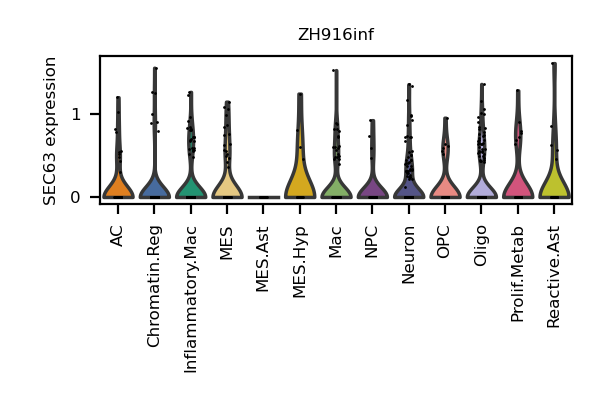 ZH916inf
SEC63 expression
1
0
AC
Chromatin.Reg
Inflammatory.Mac
MES
MES.Ast
MES.Hyp
Mac
NPC
Neuron
OPC
Oligo
Prolif.Metab
Reactive.Ast